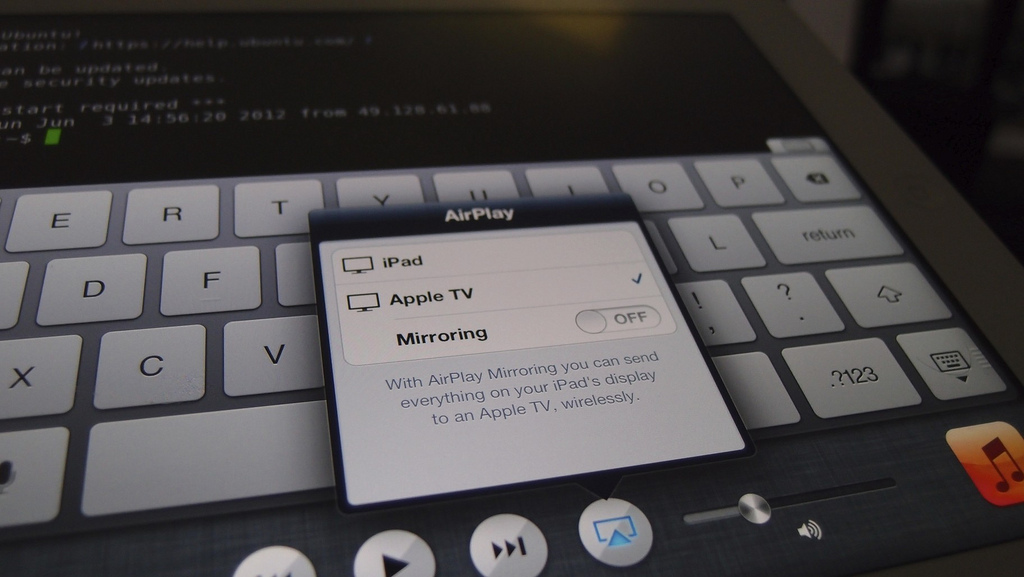 Ubuntu!
ation: /https://help.ubuntu.com/
an be updated.
e security updates.
start required ***
un Jun 3 14:56:20 2012 from 49.128.61.88
~$
E R T Y U I O P
AirPlay
iPad
D F L return
Apple TV
Mirroring OFF
! , ? .
X C V
With AirPlay Mirroring you can send
everything on your iPad's display
to an Apple TV, wirelessly.
.?123